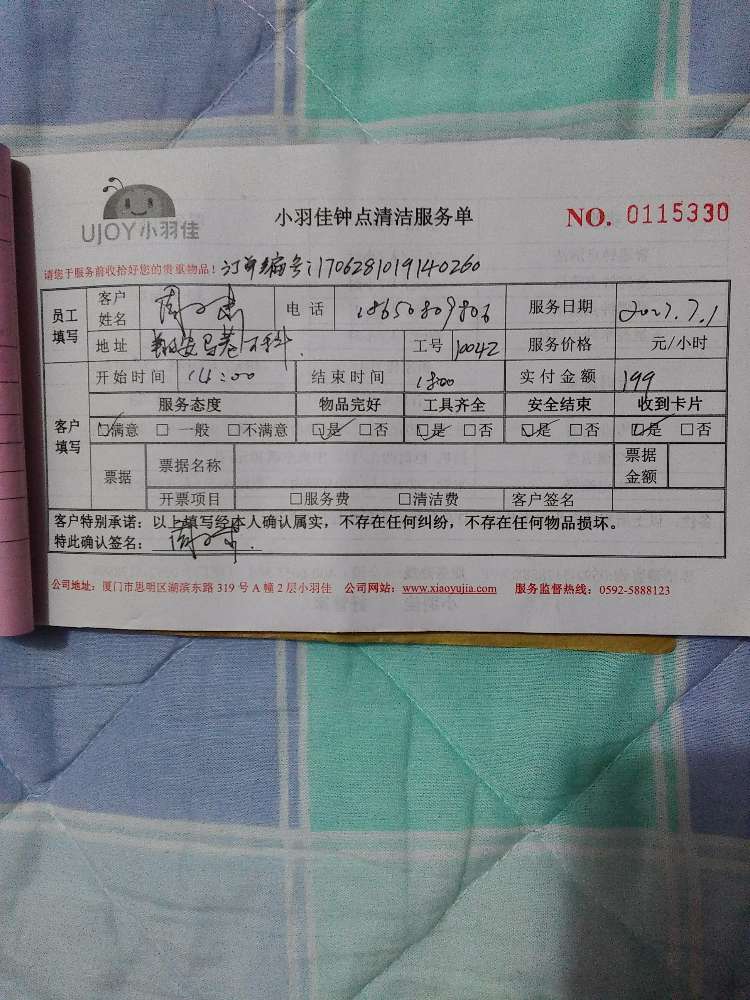 UJOY小羽佳
小羽佳钟点清洁服务单 NO. 0115330
请您于服务前收拾好您的贵重物品！ 订单编号：1706281019140260
员工填写 客户姓名 周 电话 18650809806 服务日期 2017.7.1
地址 翔安马巷 工号 10042 服务价格 元/小时
客户填写 开始时间 14:00 结束时间 1800 实付金额 199
服务态度 物品完好 工具齐全 安全结束 收到卡片
☑满意 □一般 □不满意 ☑是 □否 ☑是 □否 ☑是 □否 ☑是 □否
票据 票据名称 票据金额
开票项目 □服务费 □清洁费 客户签名
客户特别承诺：以上填写经本人确认属实，不存在任何纠纷，不存在任何物品损坏。
特此确认签名： 周
公司地址：厦门市思明区湖滨东路 319 号 A 幢 2 层小羽佳 公司网站：www.xiaoyujia.com 服务监督热线：0592-5888123